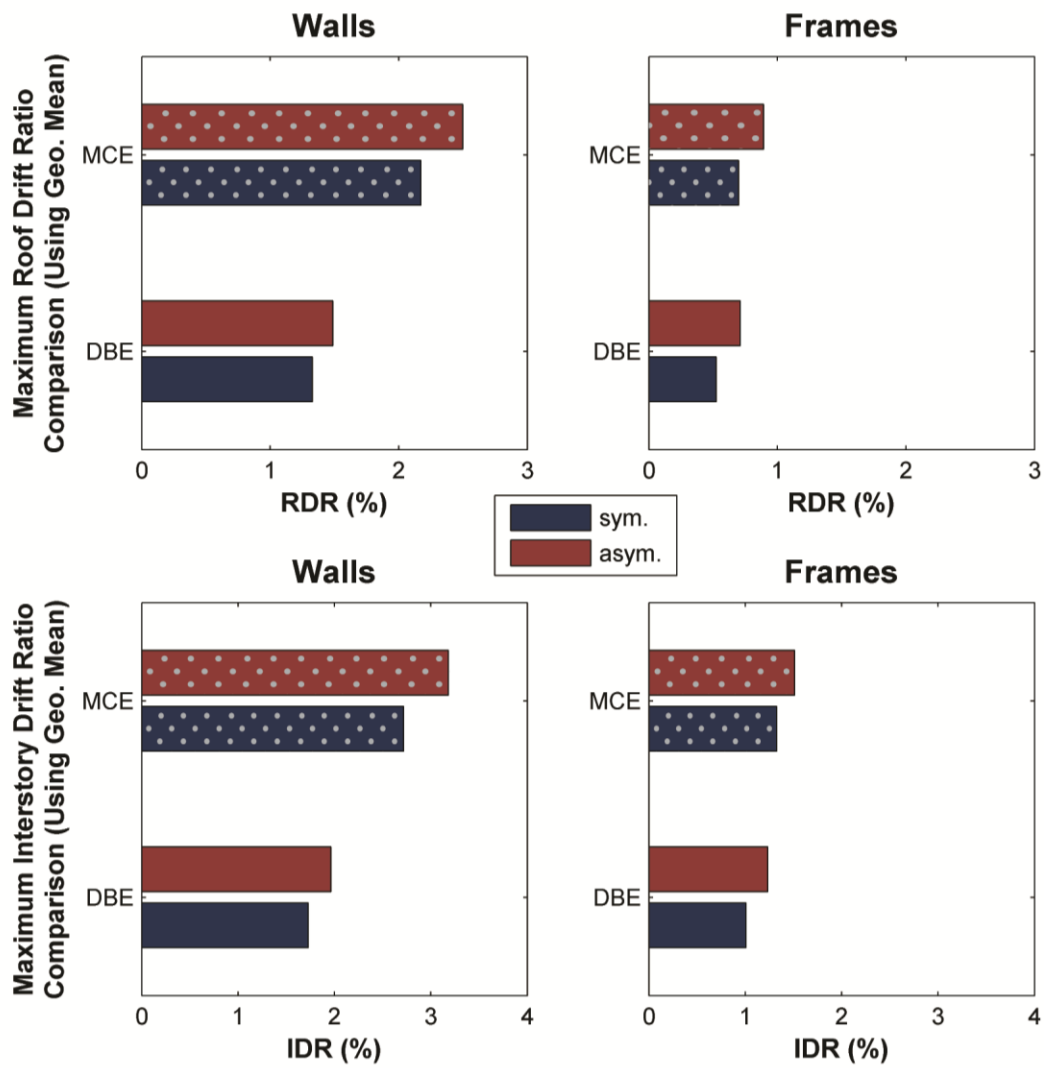 Walls
Maximum Roof Drift Ratio
Comparison (Using Geo. Mean)
MCE
DBE
0 1 2 3
RDR (%)
Frames
MCE
DBE
0 1 2 3
RDR (%)
sym.
asym.
Walls
Maximum Interstory Drift Ratio
Comparison (Using Geo. Mean)
MCE
DBE
0 1 2 3 4
IDR (%)
Frames
MCE
DBE
0 1 2 3 4
IDR (%)